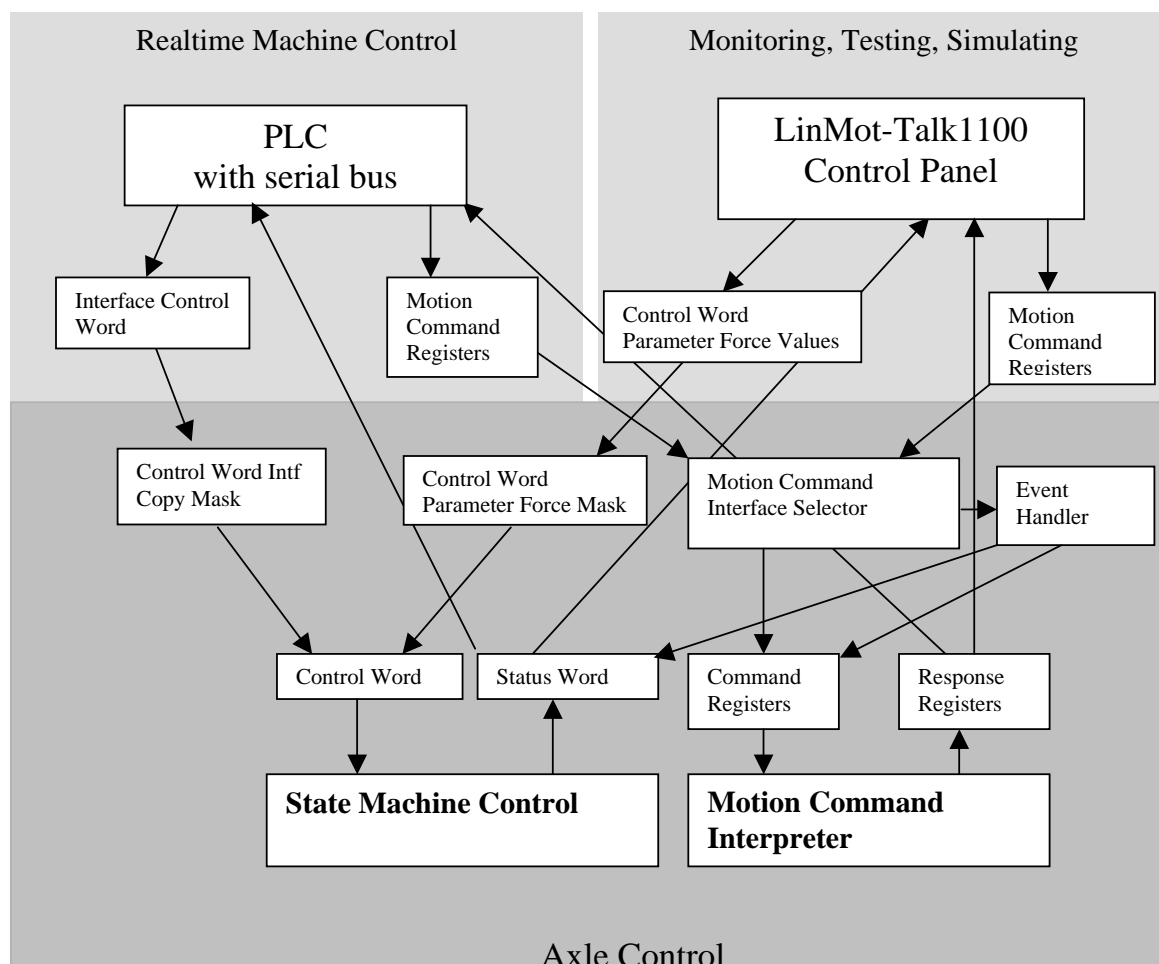 Realtime Machine Control
Monitoring, Testing, Simulating
PLC
with serial bus
LinMot-Talk1100
Control Panel
Interface Control
Word
Motion
Command
Registers
Control Word
Parameter Force Values
Motion
Command
Registers
Control Word Intf
Copy Mask
Control Word
Parameter Force Mask
Motion Command
Interface Selector
Event
Handler
Control Word
Status Word
Command
Registers
Response
Registers
State Machine Control
Motion Command
Interpreter
Axle Control